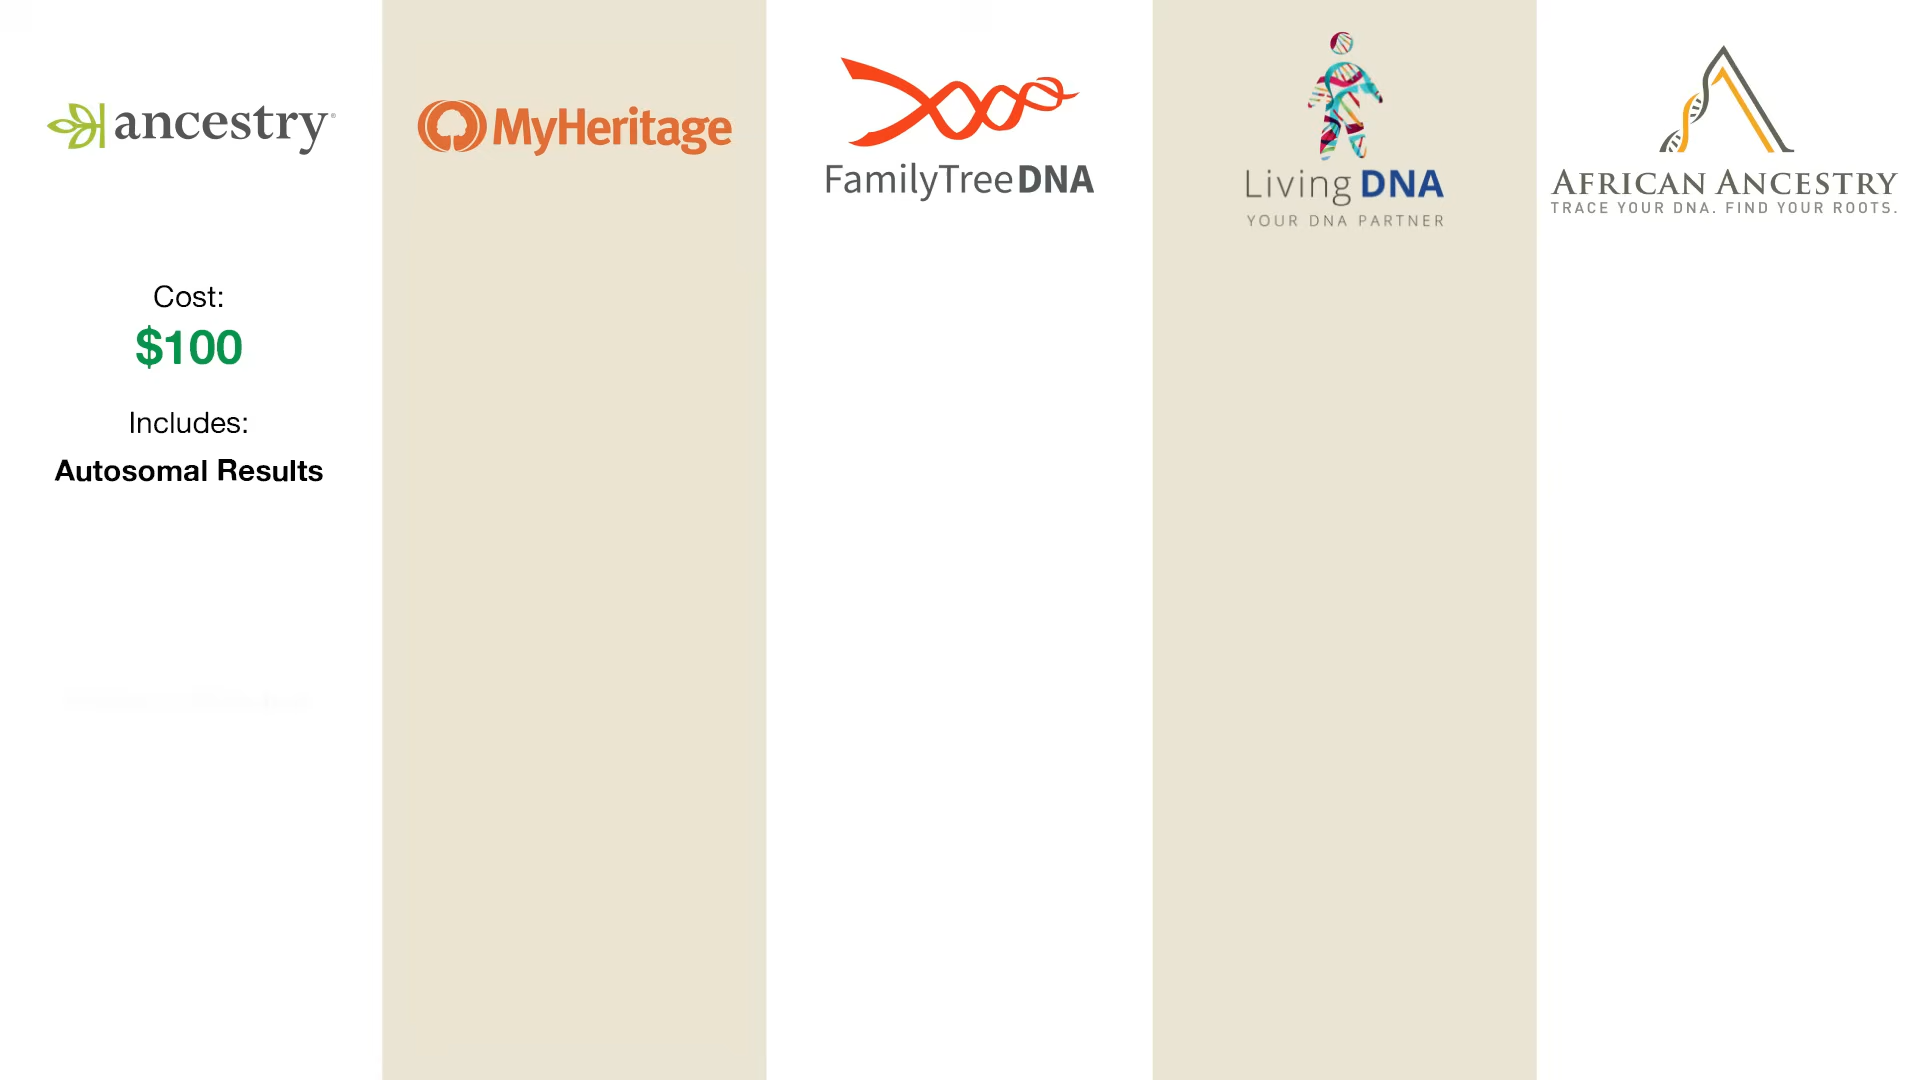 ancestry®
MyHeritage
FamilyTreeDNA
Living DNA
YOUR DNA PARTNER
AFRICAN ANCESTRY
TRACE YOUR DNA. FIND YOUR ROOTS.
Cost:
$100
Includes:
Autosomal Results